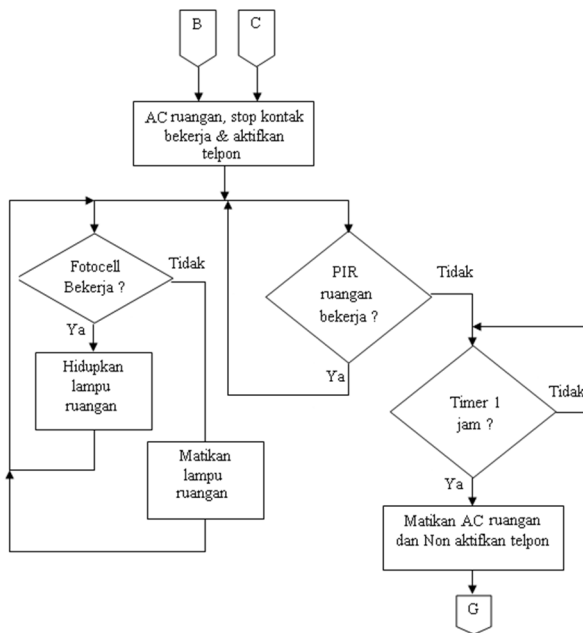 B
C
AC ruangan, stop kontak
bekerja & aktifkan
telpon
Fotocell
Bekerja ?
Tidak
Ya
Hidupkan
lampu
ruangan
Matikan
lampu
ruangan
PIR
ruangan
bekerja ?
Tidak
Ya
Timer 1
jam ?
Tidak
Ya
Matikan AC ruangan
dan Non aktifkan telpon
G